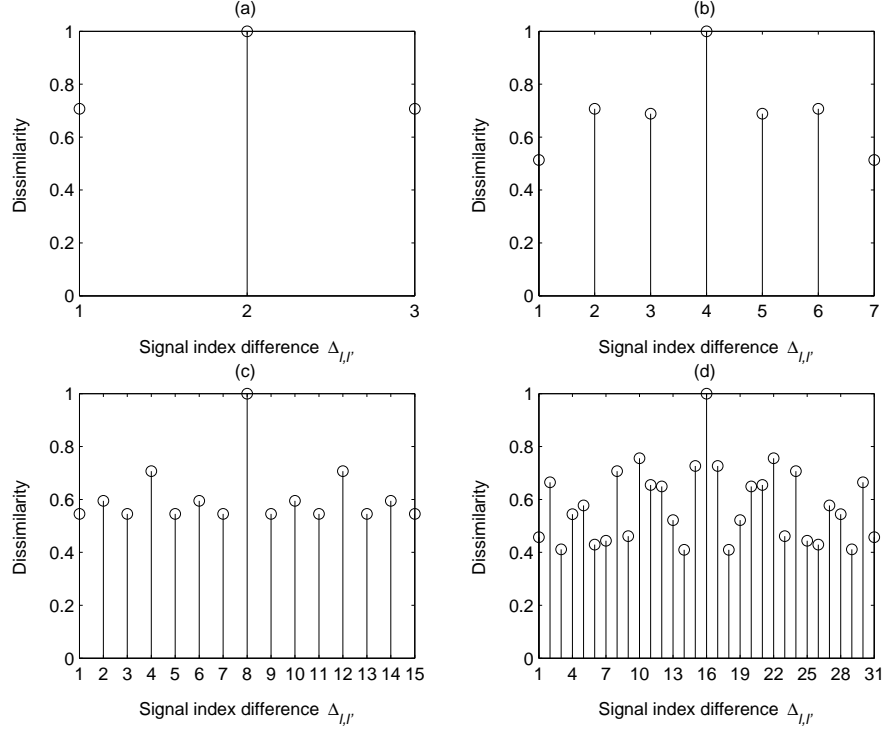 (a)
1
0.8
0.6
0.4
0.2
0
Dissimilarity
1 2 3
Signal index difference Δl,l'
(b)
1
0.8
0.6
0.4
0.2
0
Dissimilarity
1 2 3 4 5 6 7
Signal index difference Δl,l'
(c)
1
0.8
0.6
0.4
0.2
0
Dissimilarity
1 2 3 4 5 6 7 8 9 10 11 12 13 14 15
Signal index difference Δl,l'
(d)
1
0.8
0.6
0.4
0.2
0
Dissimilarity
1 4 7 10 13 16 19 22 25 28 31
Signal index difference Δl,l'